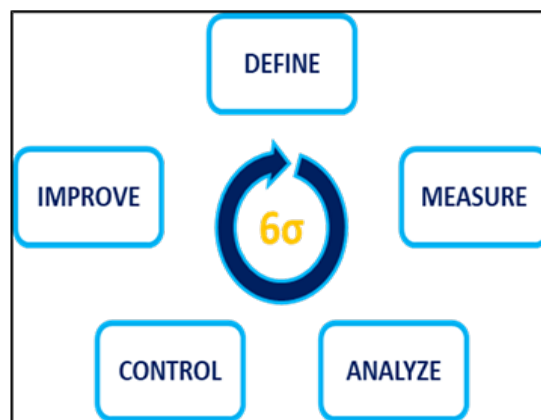 DEFINE
IMPROVE
MEASURE
6σ
CONTROL
ANALYZE